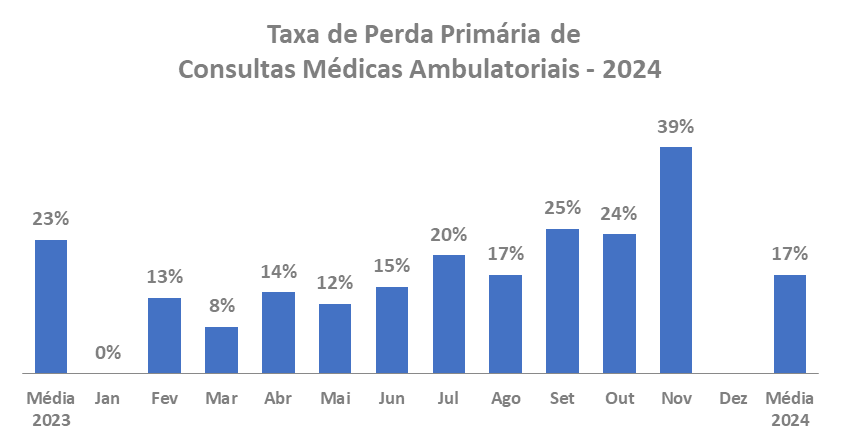 Taxa de Perda Primária de
Consultas Médicas Ambulatoriais - 2024
23%
0%
13%
8%
14%
12%
15%
20%
17%
25%
24%
39%
17%
Média
2023
Jan
Fev
Mar
Abr
Mai
Jun
Jul
Ago
Set
Out
Nov
Dez
Média
2024